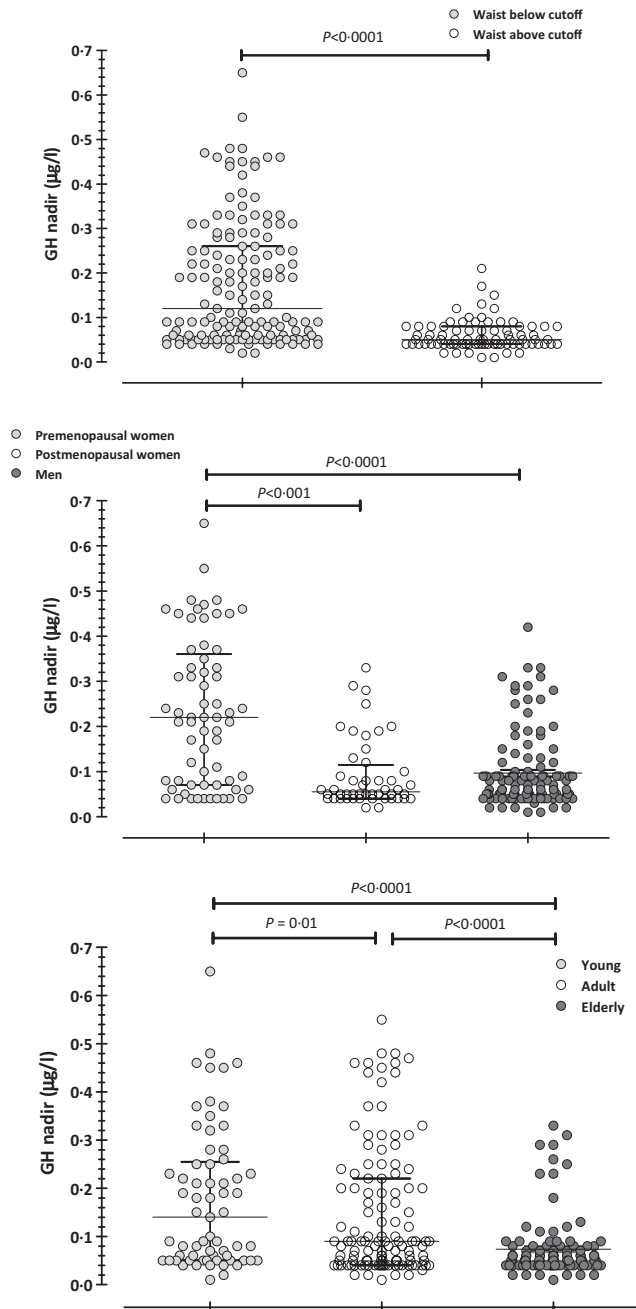 Waist below cutoff
Waist above cutoff
P<0·0001
0·7
0·6
0·5
0·4
0·3
0·2
0·1
0·0
GH nadir (μg/l)
Premenopausal women
Postmenopausal women
Men
P<0·0001
P<0·001
0·7
0·6
0·5
0·4
0·3
0·2
0·1
0·0
GH nadir (μg/l)
P<0·0001
P = 0·01
P<0·0001
Young
Adult
Elderly
0·7
0·6
0·5
0·4
0·3
0·2
0·1
0·0
GH nadir (μg/l)